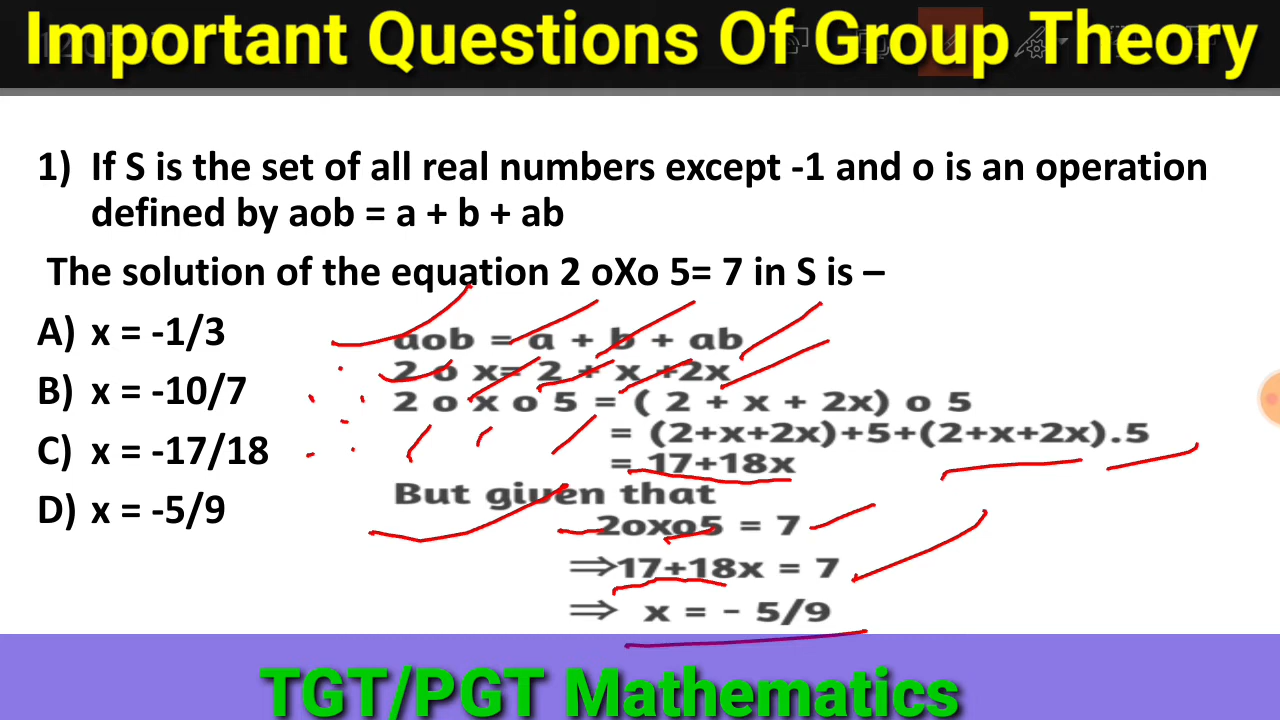 Important Questions Of Group Theory
1) If S is the set of all real numbers except -1 and o is an operation
defined by aob = a + b + ab
The solution of the equation 2 oXo 5= 7 in S is –
A) x = -1/3
B) x = -10/7
C) x = -17/18
D) x = -5/9
aob = a + b + ab
2 o x= 2 + x +2x
2 o x o 5 = ( 2 + x + 2x) o 5
= (2+x+2x)+5+(2+x+2x).5
= 17+18x
But given that
2oxo5 = 7
⇒17+18x = 7
⇒ x = - 5/9
TGT/PGT Mathematics